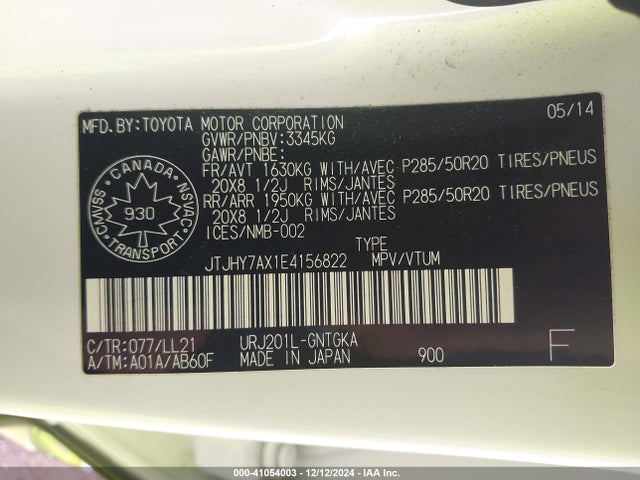 MFD.BY:TOYOTA MOTOR CORPORATION 05/14
GVWR/PNBV:3345KG
GAWR/PNBE:
FR/AVT 1630KG WITH/AVEC P285/50R20 TIRES/PNEUS
20X8 1/2J RIMS/JANTES
RR/ARR 1950KG WITH/AVEC P285/50R20 TIRES/PNEUS
20X8 1/2J RIMS/JANTES
ICES/NMB-002
CANADA
CMVSS NSVAC
930
TRANSPORT
TYPE
JTJHY7AX1E4156822 MPV/VTUM
C/TR:077/LL21 URJ201L-GNTGKA
A/TM:A01A/AB60F MADE IN JAPAN 900 F
000-41054003 → 12/12/2024 → IAA Inc.